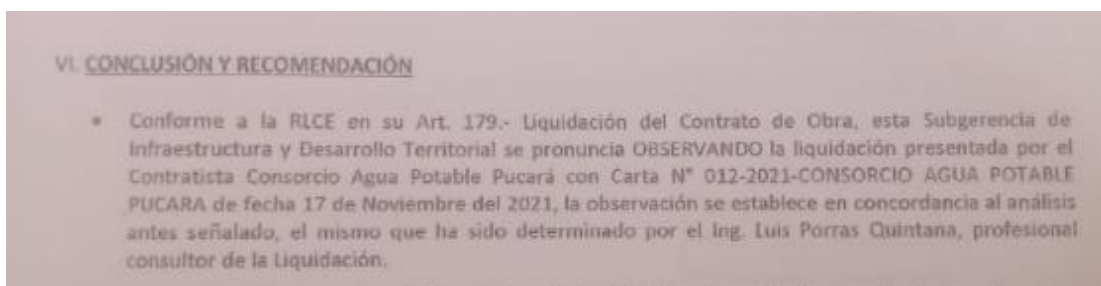 VI. CONCLUSIÓN Y RECOMENDACIÓN
• Conforme a la RLCE en su Art. 179.- Liquidación del Contrato de Obra, esta Subgerencia de
Infraestructura y Desarrollo Territorial se pronuncia OBSERVANDO la liquidación presentada por el
Contratista Consorcio Agua Potable Pucará con Carta N° 012-2021-CONSORCIO AGUA POTABLE
PUCARA de fecha 17 de Noviembre del 2021, la observación se establece en concordancia al análisis
antes señalado, el mismo que ha sido determinado por el Ing. Luis Porras Quintana, profesional
consultor de la Liquidación.